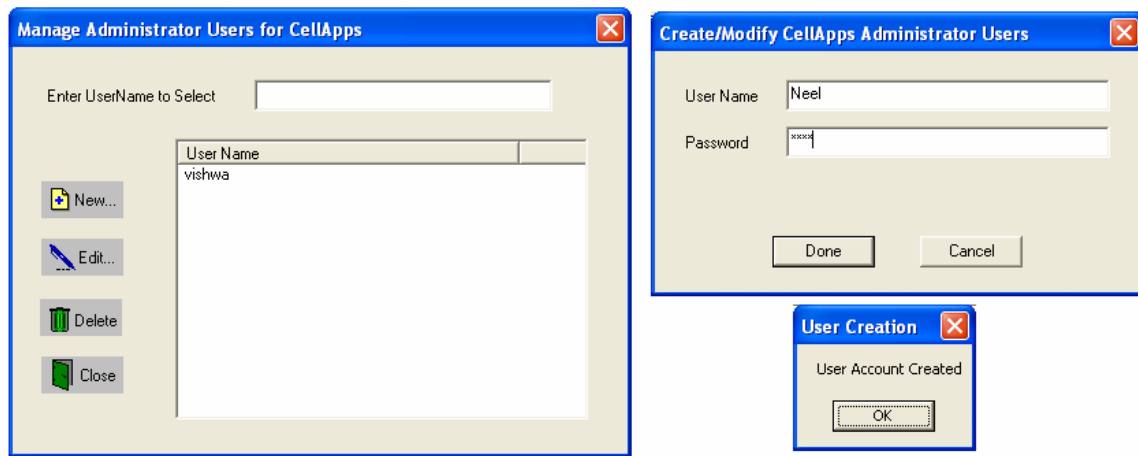 Manage Administrator Users for CellApps
Enter UserName to Select
User Name
vishwa
New...
Edit...
Delete
Close
Create/Modify CellApps Administrator Users
User Name
Neel
Password
****
Done
Cancel
User Creation
User Account Created
OK